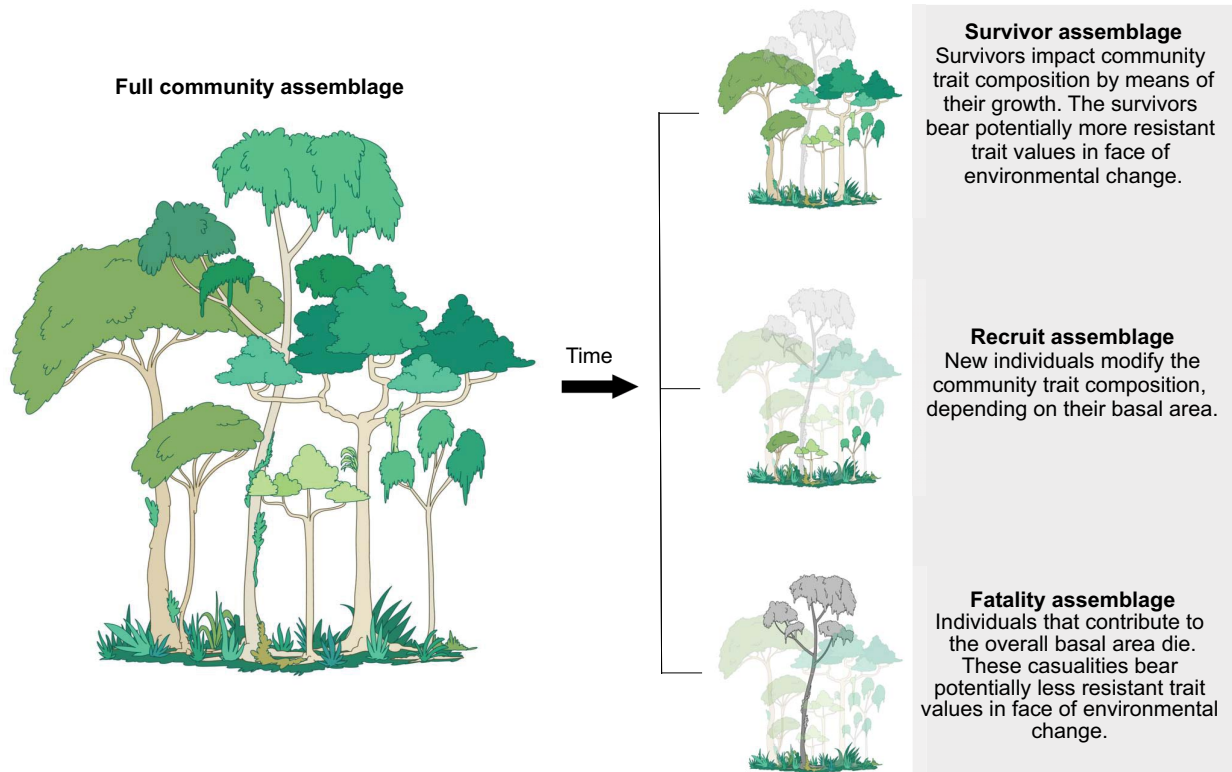 Full community assemblage
Time
Survivor assemblage
Survivors impact community
trait composition by means of
their growth. The survivors
bear potentially more resistant
trait values in face of
environmental change.
Recruit assemblage
New individuals modify the
community trait composition,
depending on their basal area.
Fatality assemblage
Individuals that contribute to
the overall basal area die.
These casualities bear
potentially less resistant trait
values in face of environmental
change.